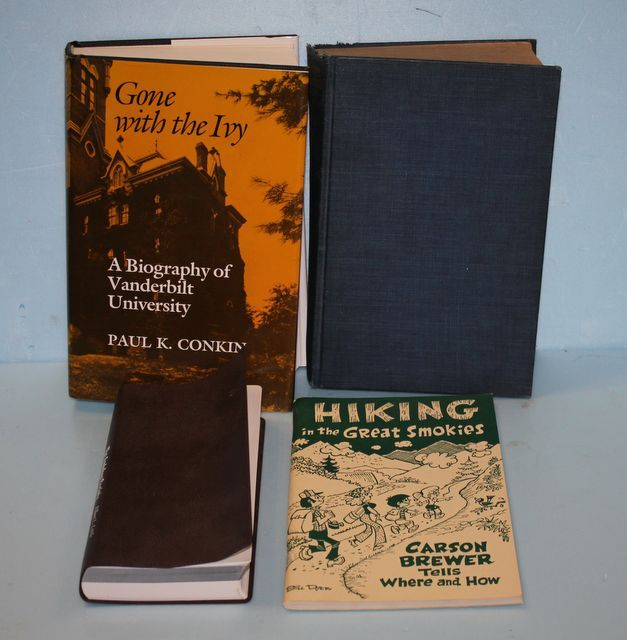 Gone
with the Ivy
A Biography of
Vanderbilt
University
PAUL K. CONKIN
HIKING
in the GREAT SMOKIES
CARSON
BREWER
Tells
Where and How